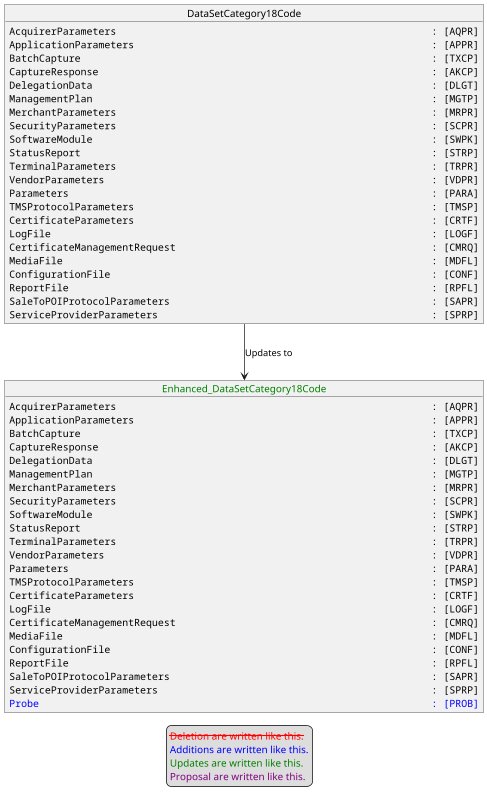 DataSetCategory18Code
AcquirerParameters : [AQPR]
ApplicationParameters : [APPR]
BatchCapture : [TXCP]
CaptureResponse : [AKCP]
DelegationData : [DLGT]
ManagementPlan : [MGTP]
MerchantParameters : [MRPR]
SecurityParameters : [SCPR]
SoftwareModule : [SWPK]
StatusReport : [STRP]
TerminalParameters : [TRPR]
VendorParameters : [VDPR]
Parameters : [PARA]
TMSProtocolParameters : [TMSP]
CertificateParameters : [CRTF]
LogFile : [LOGF]
CertificateManagementRequest : [CMRQ]
MediaFile : [MDFL]
ConfigurationFile : [CONF]
ReportFile : [RPFL]
SaleToPOIProtocolParameters : [SAPR]
ServiceProviderParameters : [SPRP]
Updates to
Enhanced_DataSetCategory18Code
AcquirerParameters : [AQPR]
ApplicationParameters : [APPR]
BatchCapture : [TXCP]
CaptureResponse : [AKCP]
DelegationData : [DLGT]
ManagementPlan : [MGTP]
MerchantParameters : [MRPR]
SecurityParameters : [SCPR]
SoftwareModule : [SWPK]
StatusReport : [STRP]
TerminalParameters : [TRPR]
VendorParameters : [VDPR]
Parameters : [PARA]
TMSProtocolParameters : [TMSP]
CertificateParameters : [CRTF]
LogFile : [LOGF]
CertificateManagementRequest : [CMRQ]
MediaFile : [MDFL]
ConfigurationFile : [CONF]
ReportFile : [RPFL]
SaleToPOIProtocolParameters : [SAPR]
ServiceProviderParameters : [SPRP]
Probe : [PROB]
Deletion are written like this.
Additions are written like this.
Updates are written like this.
Proposal are written like this.